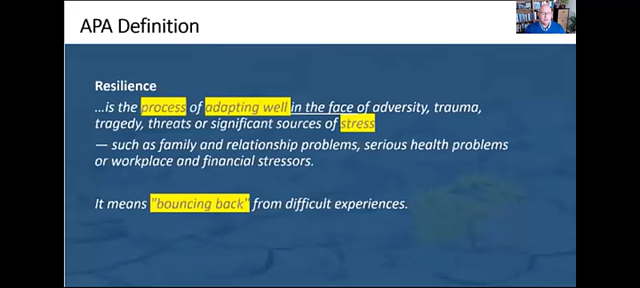 APA Definition
Resilience
...is the process of adapting well in the face of adversity, trauma,
tragedy, threats or significant sources of stress
— such as family and relationship problems, serious health problems
or workplace and financial stressors.
It means "bouncing back" from difficult experiences.